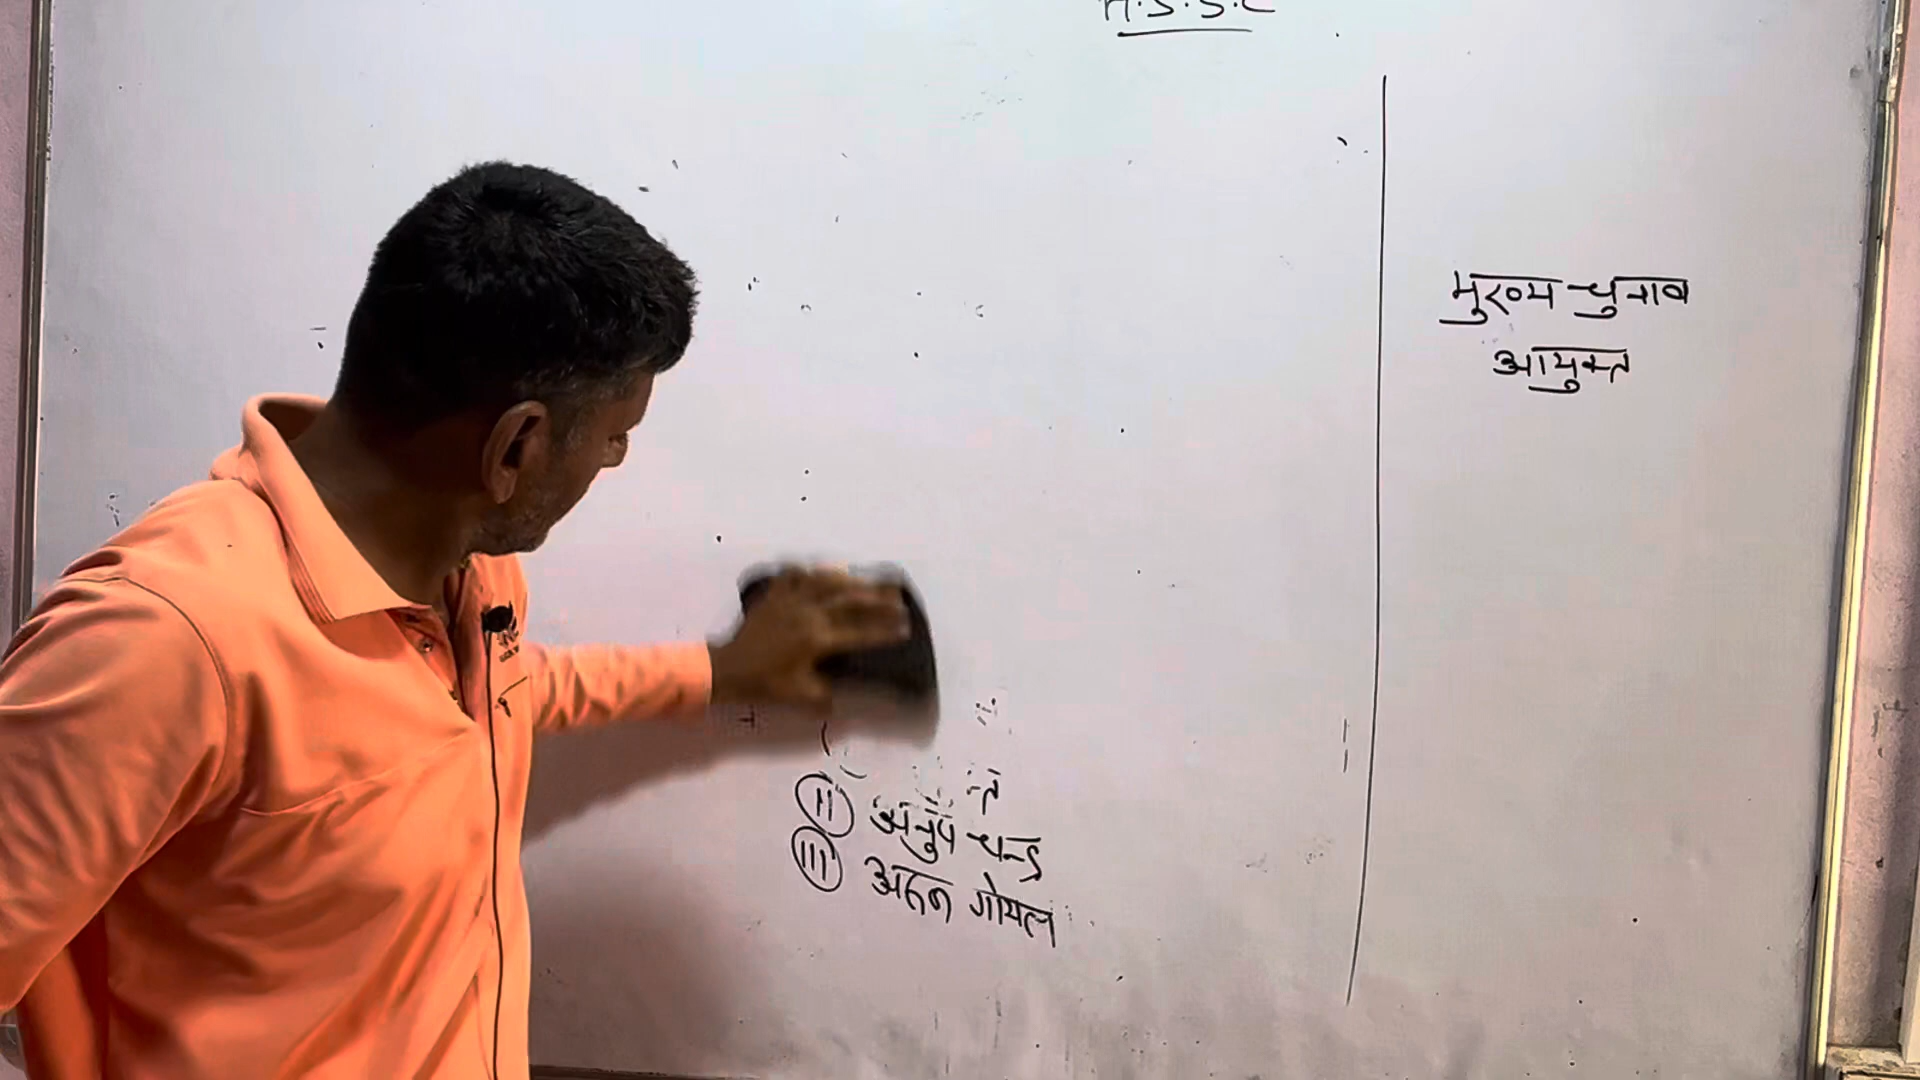 H.S.S.C
मुख्य चुनाव
आयुक्त
(II) अनुप चन्द्र
(III) अरुन गोयल